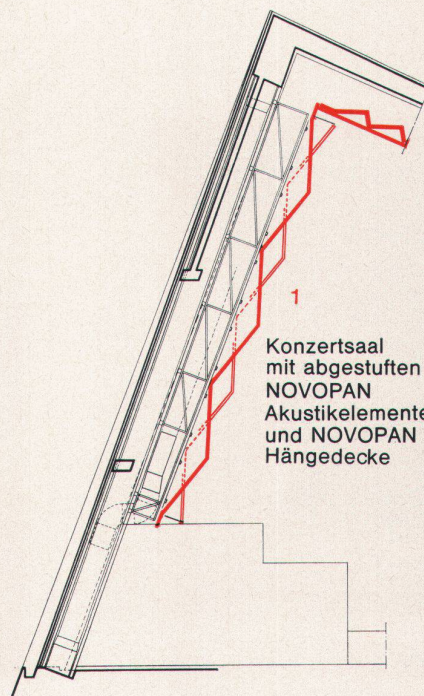 1
Konzertsaal
mit abgestuften
NOVOPAN
Akustikelemente
und NOVOPAN
Hängedecke